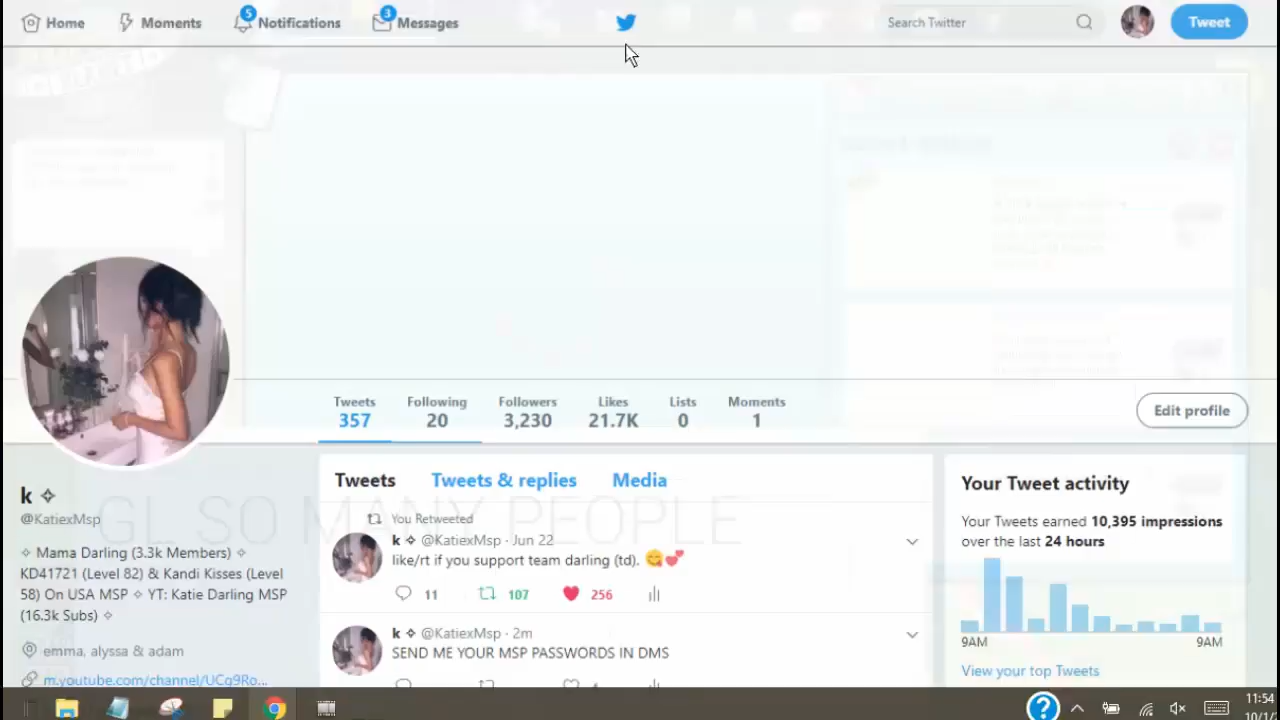 Home Moments 5 Notifications 3 Messages Search Twitter Tweet
Tweets Following Followers Likes Lists Moments
357 20 3,230 21.7K 0 1
Edit profile
k ✧
@KatiexMsp
✧ Mama Darling (3.3k Members) ✧
KD41721 (Level 82) & Kandi Kisses (Level
58) On USA MSP ✧ YT: Katie Darling MSP
(16.3k Subs) ✧
emma, alyssa & adam
m.youtube.com/channel/UCg9Ro...
GL SO MANY PEOPLE
Tweets Tweets & replies Media
You Retweeted
k ✧ @KatiexMsp · Jun 22
like/rt if you support team darling (td). 😋💕
11 107 256
k ✧ @KatiexMsp · 2m
SEND ME YOUR MSP PASSWORDS IN DMS
Your Tweet activity
Your Tweets earned 10,395 impressions
over the last 24 hours
9AM 9AM
View your top Tweets
11:54